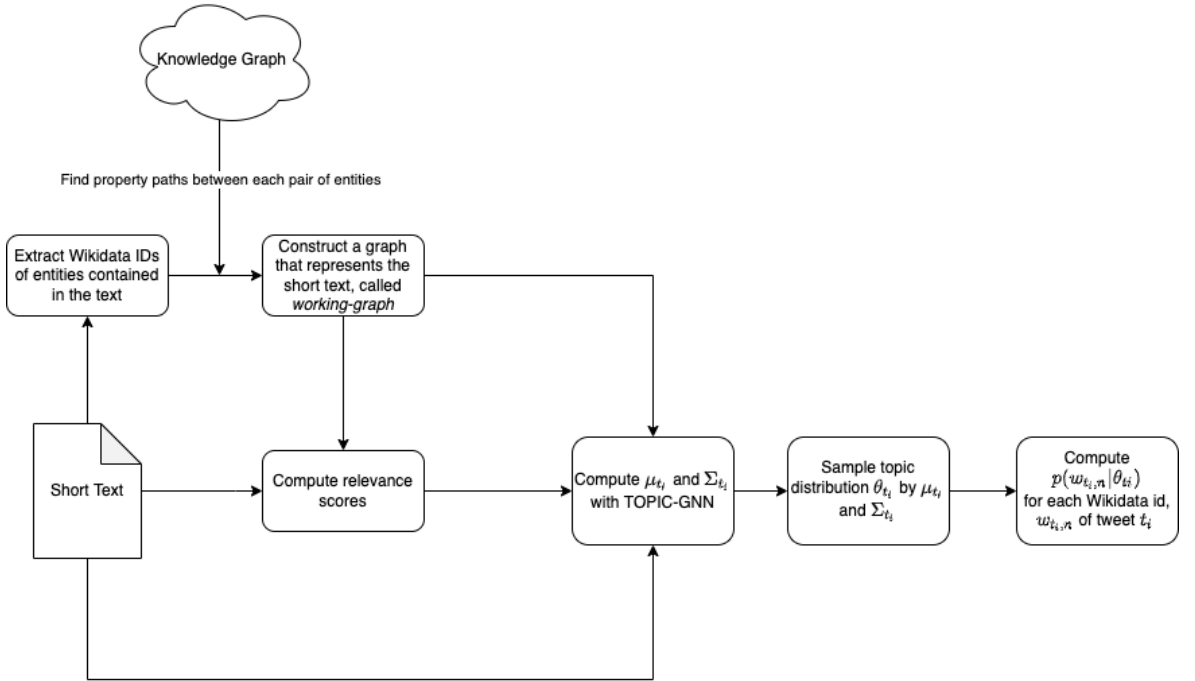 Knowledge Graph
Find property paths between each pair of entities
Extract Wikidata IDs
of entities contained
in the text
Construct a graph
that represents the
short text, called
working-graph
Short Text
Compute relevance
scores
Compute μ_{t_i} and Σ_{t_i}
with TOPIC-GNN
Sample topic
distribution θ_{t_i} by μ_{t_i}
and Σ_{t_i}
Compute
p(w_{t_i,n}|θ_{ti})
for each Wikidata id,
w_{t_i,n} of tweet t_i